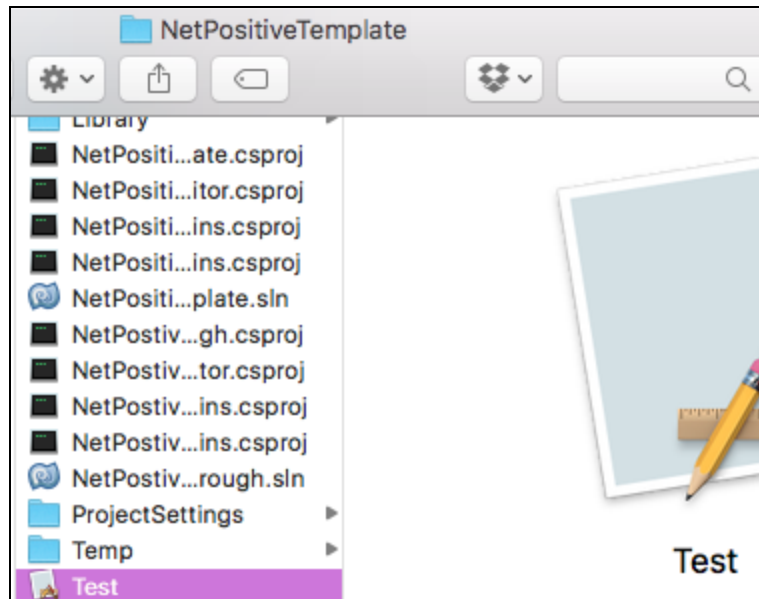 NetPositiveTemplate
Library
NetPositi...ate.csproj
NetPositi...itor.csproj
NetPositi...ins.csproj
NetPositi...ins.csproj
NetPositi...plate.sln
NetPostiv...gh.csproj
NetPostiv...tor.csproj
NetPostiv...ins.csproj
NetPostiv...ins.csproj
NetPostiv...rough.sln
ProjectSettings
Temp
Test
Test